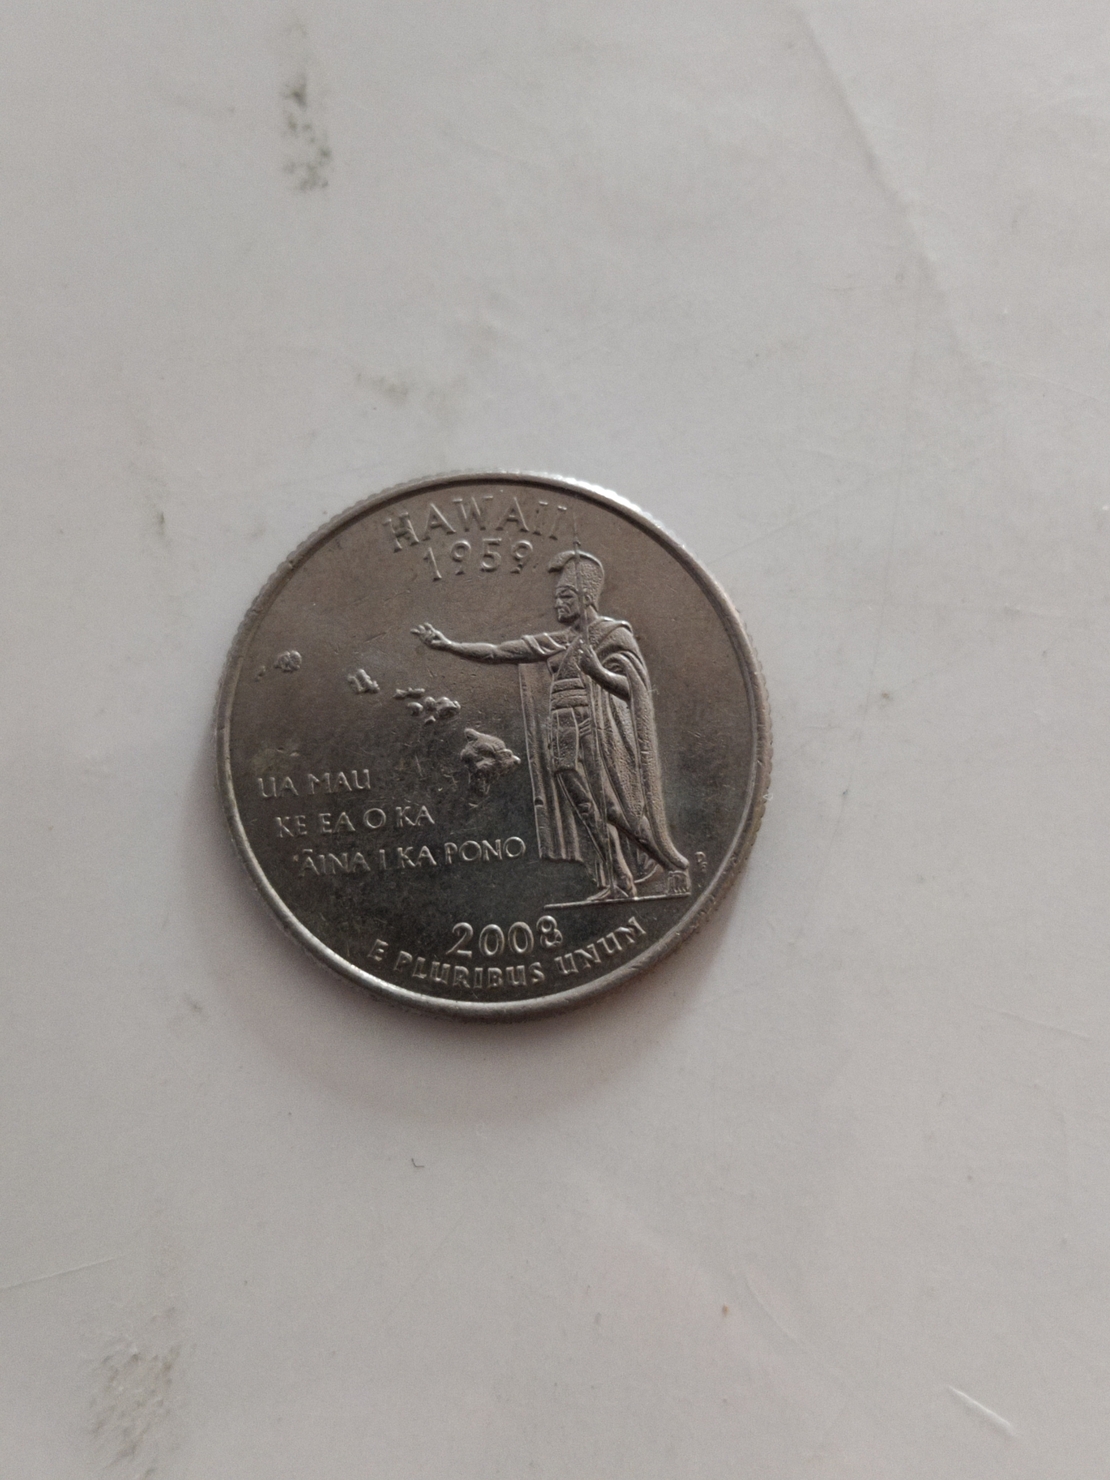 HAWAII
1959
UA MAU
KE EA O KA
ʻĀINA I KA PONO
2008
E PLURIBUS UNUM